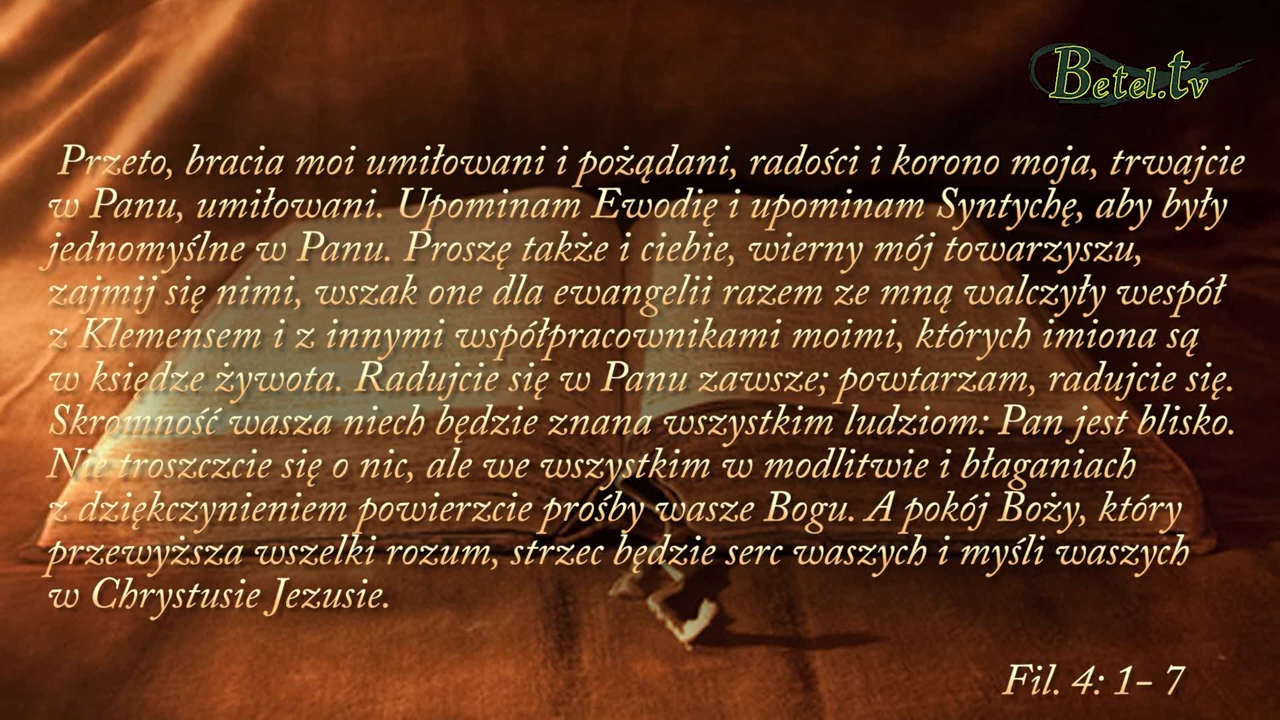 Betel.tv
Przeto, bracia moi umiłowani i pożądani, radości i korono moja, trwajcie
w Panu, umiłowani. Upominam Ewodię i upominam Syntychę, aby były
jednomyślne w Panu. Proszę także i ciebie, wierny mój towarzyszu,
zajmij się nimi, wszak one dla ewangelii razem ze mną walczyły wespół
z Klemensem i z innymi współpracownikami moimi, których imiona są
w księdze żywota. Radujcie się w Panu zawsze; powtarzam, radujcie się.
Skromność wasza niech będzie znana wszystkim ludziom: Pan jest blisko.
Nie troszczcie się o nic, ale we wszystkim w modlitwie i błaganiach
z dziękczynieniem powierzcie prośby wasze Bogu. A pokój Boży, który
przewyższa wszelki rozum, strzec będzie serc waszych i myśli waszych
w Chrystusie Jezusie.
Fil. 4: 1- 7